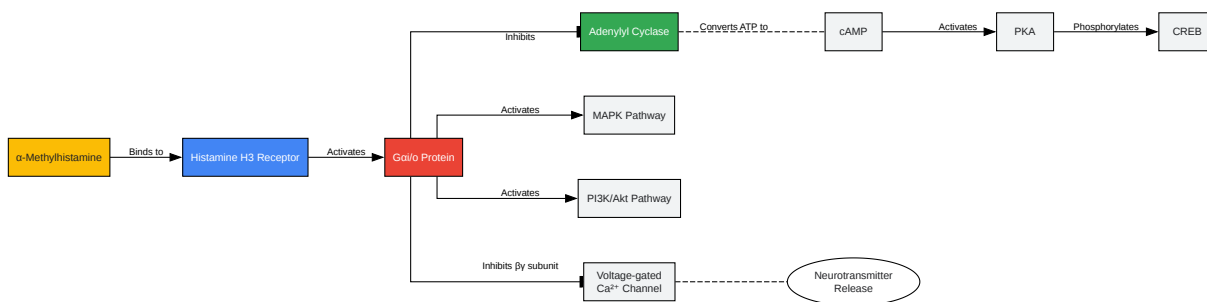 Inhibits
Adenylyl Cyclase
Converts ATP to
cAMP
Activates
PKA
Phosphorylates
CREB
Activates
MAPK Pathway
α-Methylhistamine
Binds to
Histamine H3 Receptor
Activates
Gαi/o Protein
Activates
PI3K/Akt Pathway
Inhibits βγ subunit
Voltage-gated
Ca²⁺ Channel
Neurotransmitter
Release